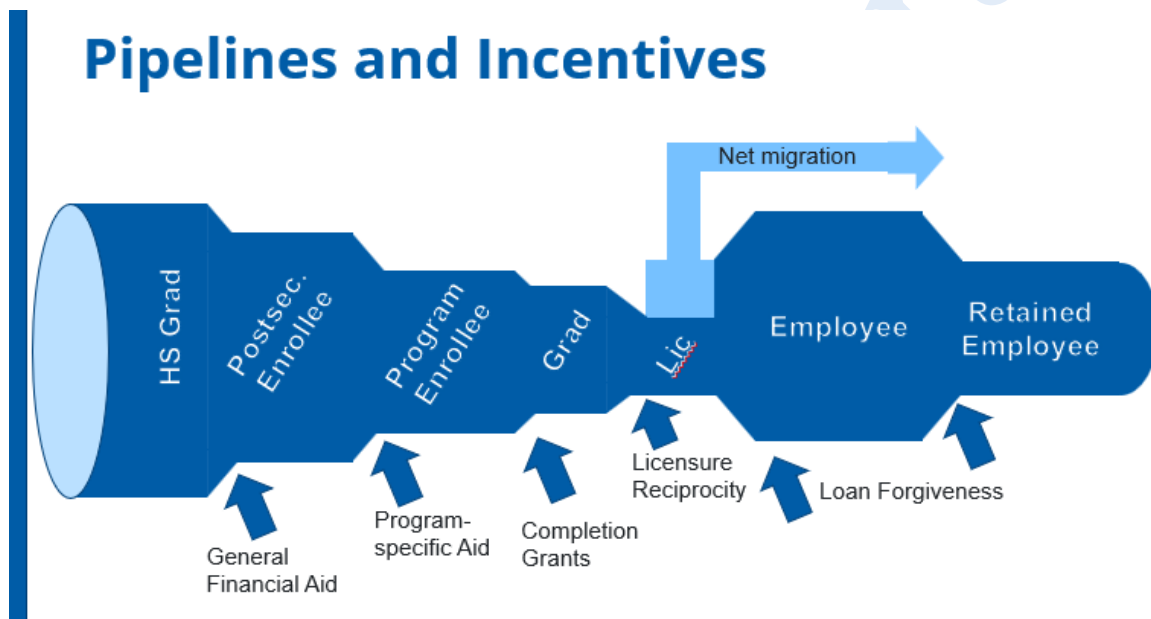 Pipelines and Incentives
Net migration
HS Grad
Postsec.
Enrollee
Program
Enrollee
Grad
Lic
Employee
Retained
Employee
General
Financial Aid
Program-
specific Aid
Completion
Grants
Licensure
Reciprocity
Loan Forgiveness